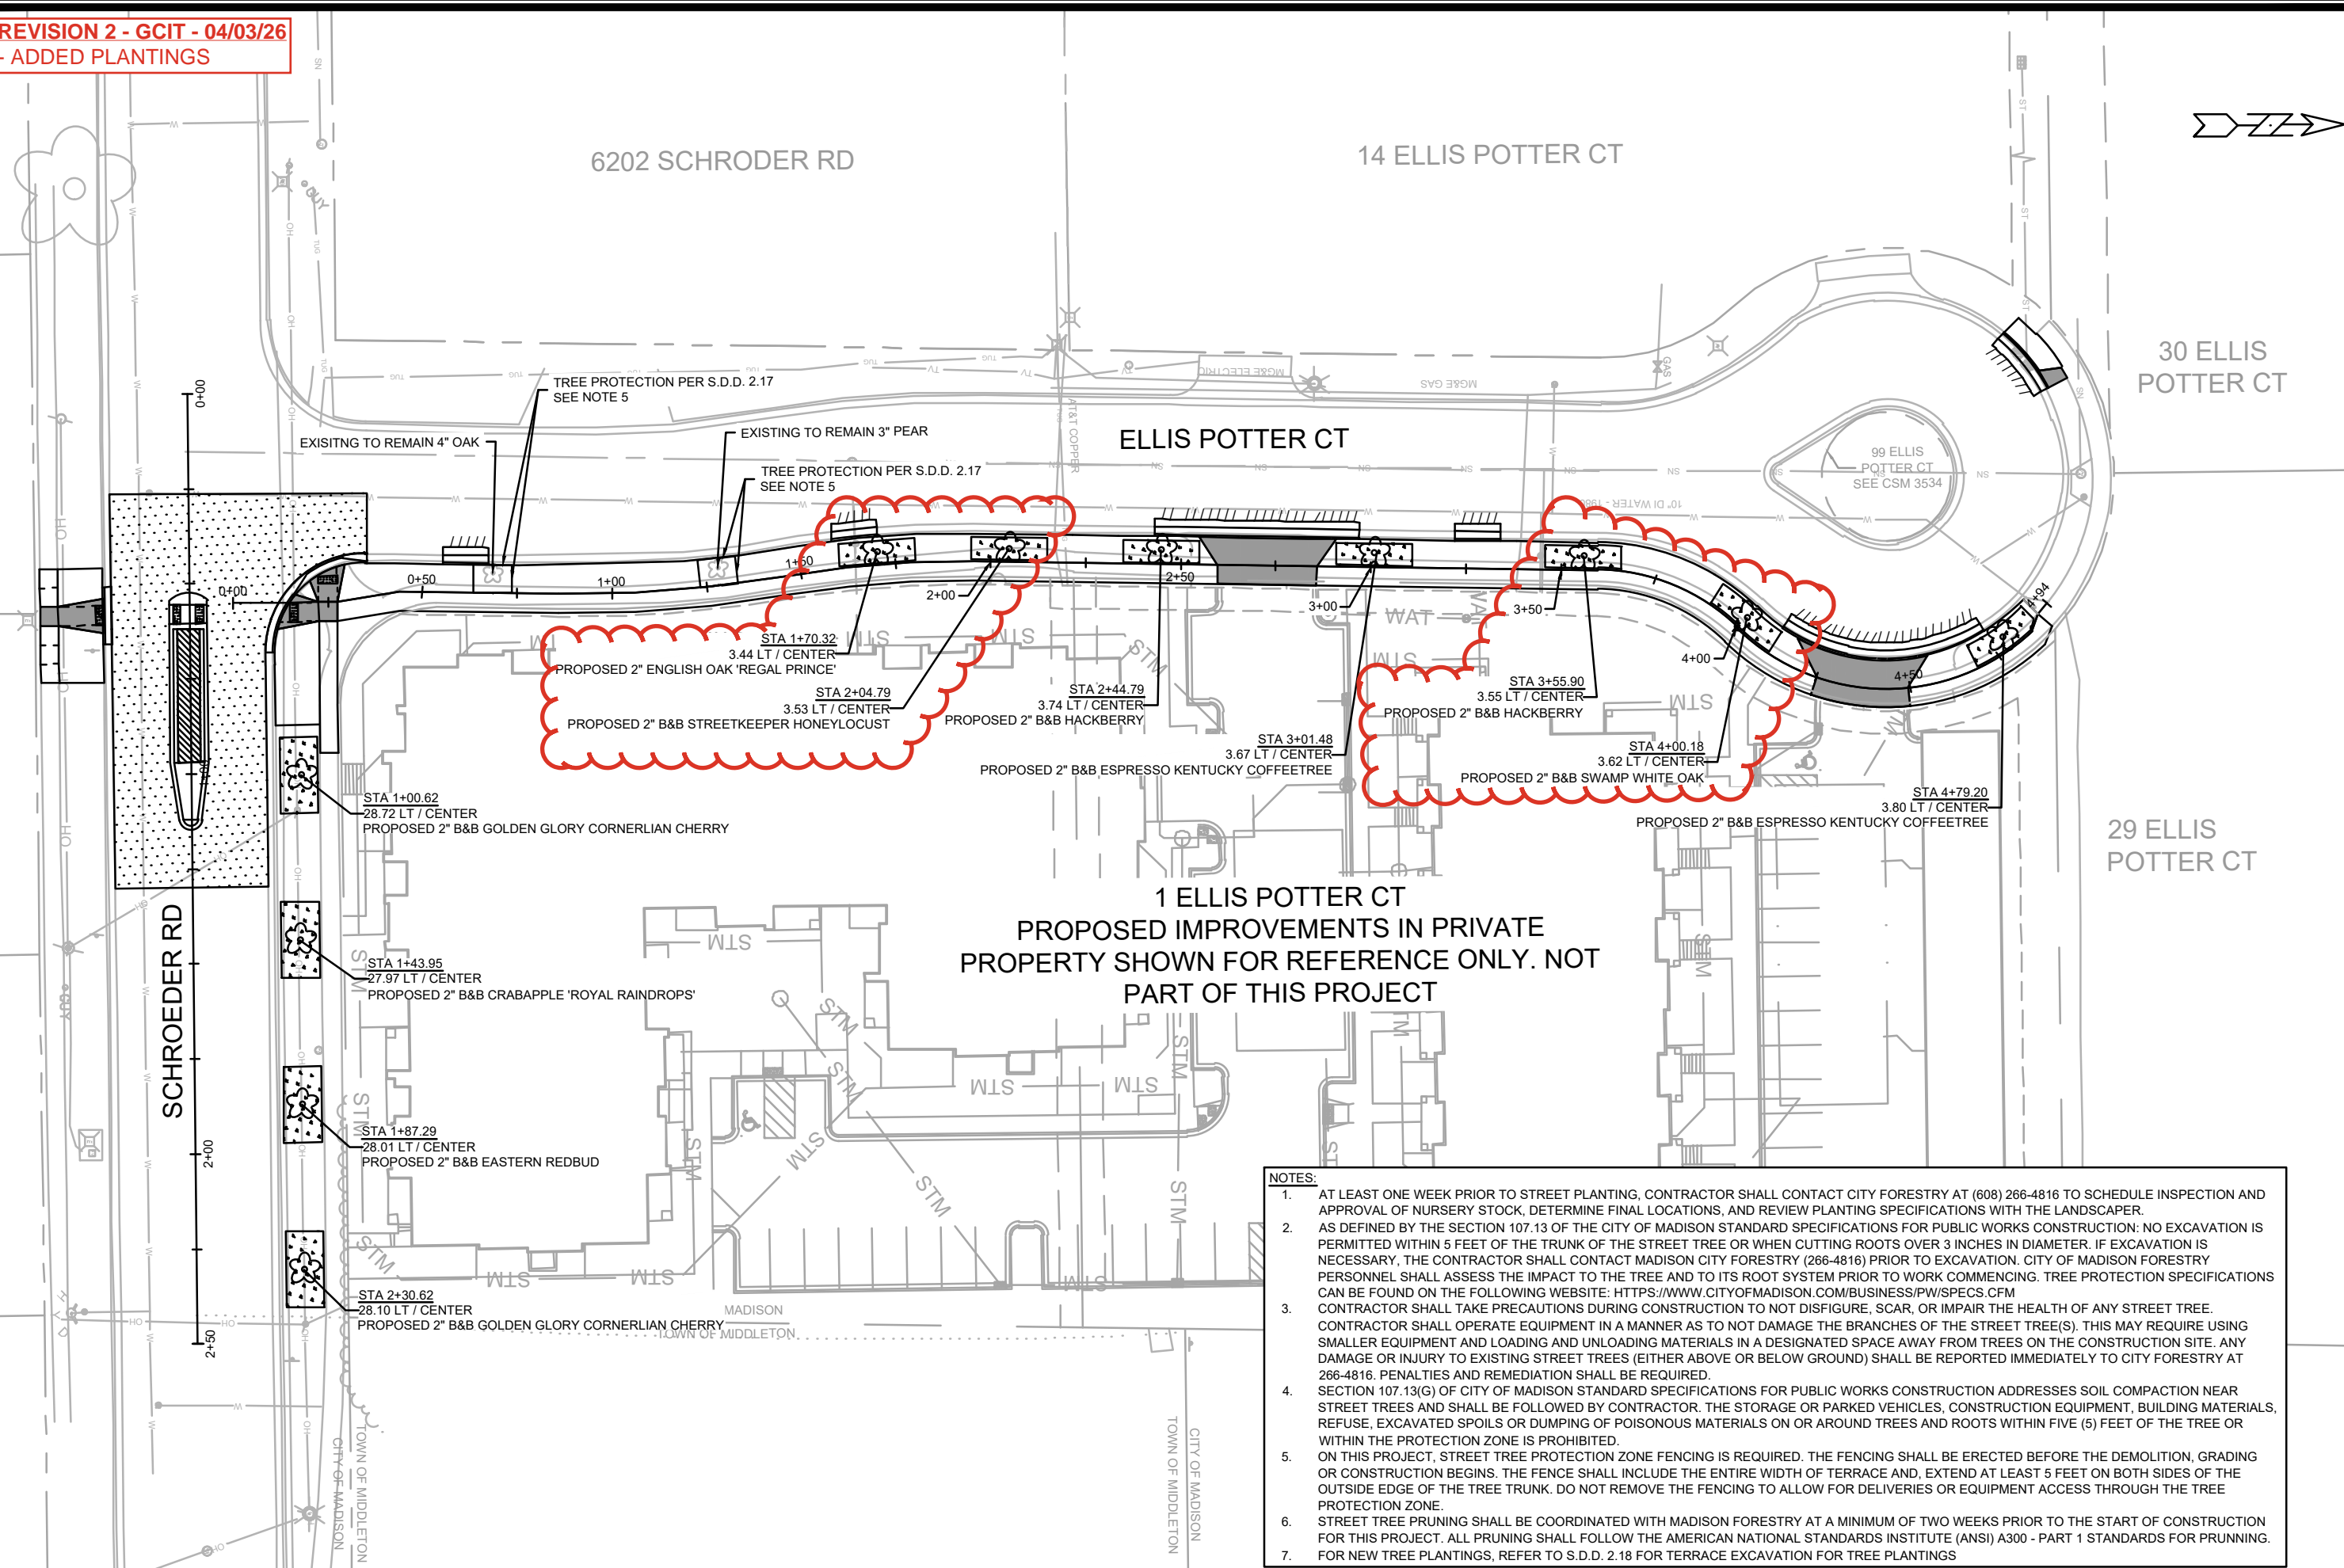 REVISION 2 - GCIT - 04/03/26
- ADDED PLANTINGS
6202 SCHRODER RD
14 ELLIS POTTER CT
30 ELLIS
POTTER CT
29 ELLIS
POTTER CT
99 ELLIS
POTTER CT
SEE CSM 3534
ELLIS POTTER CT
SCHROEDER RD
TREE PROTECTION PER S.D.D. 2.17
SEE NOTE 5
EXISITNG TO REMAIN 4" OAK
EXISTING TO REMAIN 3" PEAR
TREE PROTECTION PER S.D.D. 2.17
SEE NOTE 5
MG&E ELECTRIC
MG&E GAS
AT&T COPPER
GAS
GUY
0+00
0+00
0+50
1+00
1+50
2+00
2+50
3+00
3+50
4+00
4+50
4+94
2+00
2+50
STA 1+70.32
3.44 LT / CENTER
PROPOSED 2" ENGLISH OAK 'REGAL PRINCE'
STA 2+04.79
3.53 LT / CENTER
PROPOSED 2" B&B STREETKEEPER HONEYLOCUST
STA 2+44.79
3.74 LT / CENTER
PROPOSED 2" B&B HACKBERRY
STA 3+01.48
3.67 LT / CENTER
PROPOSED 2" B&B ESPRESSO KENTUCKY COFFEETREE
STA 3+55.90
3.55 LT / CENTER
PROPOSED 2" B&B HACKBERRY
STA 4+00.18
3.62 LT / CENTER
PROPOSED 2" B&B SWAMP WHITE OAK
STA 4+79.20
3.80 LT / CENTER
PROPOSED 2" B&B ESPRESSO KENTUCKY COFFEETREE
STA 1+00.62
28.72 LT / CENTER
PROPOSED 2" B&B GOLDEN GLORY CORNERLIAN CHERRY
STA 1+43.95
27.97 LT / CENTER
PROPOSED 2" B&B CRABAPPLE 'ROYAL RAINDROPS'
STA 1+87.29
28.01 LT / CENTER
PROPOSED 2" B&B EASTERN REDBUD
STA 2+30.62
28.10 LT / CENTER
PROPOSED 2" B&B GOLDEN GLORY CORNERLIAN CHERRY
1 ELLIS POTTER CT
PROPOSED IMPROVEMENTS IN PRIVATE
PROPERTY SHOWN FOR REFERENCE ONLY. NOT
PART OF THIS PROJECT
MADISON
TOWN OF MIDDLETON
CITY OF MADISON
TOWN OF MIDDLETON
TOWN OF MIDDLETON
CITY OF MADISON
NOTES:
1. AT LEAST ONE WEEK PRIOR TO STREET PLANTING, CONTRACTOR SHALL CONTACT CITY FORESTRY AT (608) 266-4816 TO SCHEDULE INSPECTION AND
APPROVAL OF NURSERY STOCK, DETERMINE FINAL LOCATIONS, AND REVIEW PLANTING SPECIFICATIONS WITH THE LANDSCAPER.
2. AS DEFINED BY THE SECTION 107.13 OF THE CITY OF MADISON STANDARD SPECIFICATIONS FOR PUBLIC WORKS CONSTRUCTION: NO EXCAVATION IS
PERMITTED WITHIN 5 FEET OF THE TRUNK OF THE STREET TREE OR WHEN CUTTING ROOTS OVER 3 INCHES IN DIAMETER. IF EXCAVATION IS
NECESSARY, THE CONTRACTOR SHALL CONTACT MADISON CITY FORESTRY (266-4816) PRIOR TO EXCAVATION. CITY OF MADISON FORESTRY
PERSONNEL SHALL ASSESS THE IMPACT TO THE TREE AND TO ITS ROOT SYSTEM PRIOR TO WORK COMMENCING. TREE PROTECTION SPECIFICATIONS
CAN BE FOUND ON THE FOLLOWING WEBSITE: HTTPS://WWW.CITYOFMADISON.COM/BUSINESS/PW/SPECS.CFM
3. CONTRACTOR SHALL TAKE PRECAUTIONS DURING CONSTRUCTION TO NOT DISFIGURE, SCAR, OR IMPAIR THE HEALTH OF ANY STREET TREE.
CONTRACTOR SHALL OPERATE EQUIPMENT IN A MANNER AS TO NOT DAMAGE THE BRANCHES OF THE STREET TREE(S). THIS MAY REQUIRE USING
SMALLER EQUIPMENT AND LOADING AND UNLOADING MATERIALS IN A DESIGNATED SPACE AWAY FROM TREES ON THE CONSTRUCTION SITE. ANY
DAMAGE OR INJURY TO EXISTING STREET TREES (EITHER ABOVE OR BELOW GROUND) SHALL BE REPORTED IMMEDIATELY TO CITY FORESTRY AT
266-4816. PENALTIES AND REMEDIATION SHALL BE REQUIRED.
4. SECTION 107.13(G) OF CITY OF MADISON STANDARD SPECIFICATIONS FOR PUBLIC WORKS CONSTRUCTION ADDRESSES SOIL COMPACTION NEAR
STREET TREES AND SHALL BE FOLLOWED BY CONTRACTOR. THE STORAGE OR PARKED VEHICLES, CONSTRUCTION EQUIPMENT, BUILDING MATERIALS,
REFUSE, EXCAVATED SPOILS OR DUMPING OF POISONOUS MATERIALS ON OR AROUND TREES AND ROOTS WITHIN FIVE (5) FEET OF THE TREE OR
WITHIN THE PROTECTION ZONE IS PROHIBITED.
5. ON THIS PROJECT, STREET TREE PROTECTION ZONE FENCING IS REQUIRED. THE FENCING SHALL BE ERECTED BEFORE THE DEMOLITION, GRADING
OR CONSTRUCTION BEGINS. THE FENCE SHALL INCLUDE THE ENTIRE WIDTH OF TERRACE AND, EXTEND AT LEAST 5 FEET ON BOTH SIDES OF THE
OUTSIDE EDGE OF THE TREE TRUNK. DO NOT REMOVE THE FENCING TO ALLOW FOR DELIVERIES OR EQUIPMENT ACCESS THROUGH THE TREE
PROTECTION ZONE.
6. STREET TREE PRUNING SHALL BE COORDINATED WITH MADISON FORESTRY AT A MINIMUM OF TWO WEEKS PRIOR TO THE START OF CONSTRUCTION
FOR THIS PROJECT. ALL PRUNING SHALL FOLLOW THE AMERICAN NATIONAL STANDARDS INSTITUTE (ANSI) A300 - PART 1 STANDARDS FOR PRUNNING.
7. FOR NEW TREE PLANTINGS, REFER TO S.D.D. 2.18 FOR TERRACE EXCAVATION FOR TREE PLANTINGS